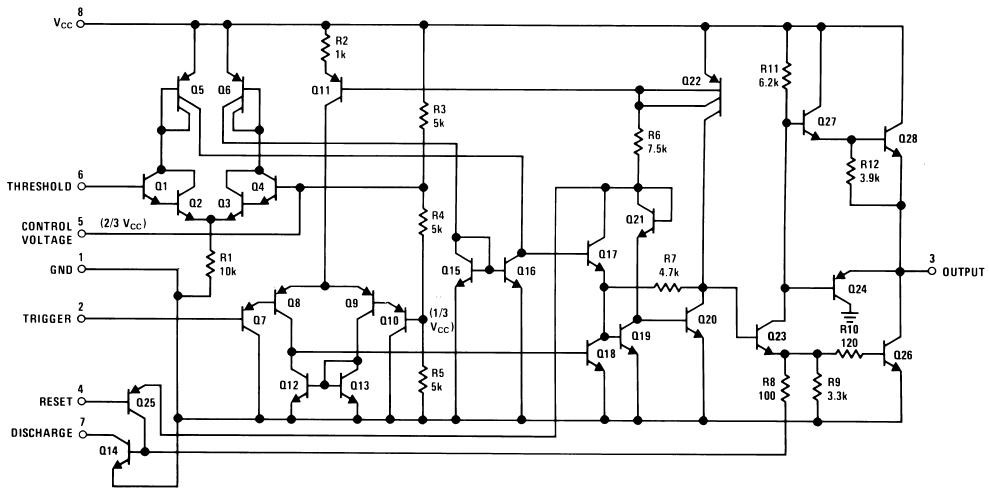 8
V_CC
R2
1k
R11
6.2k
Q5
Q6
Q11
Q22
R3
5k
Q27
R6
7.5k
Q28
R12
3.9k
6
THRESHOLD
Q1
Q2
Q3
Q4
5
(2/3 V_CC)
CONTROL
VOLTAGE
R4
5k
Q21
1
GND
R1
10k
Q15
Q16
Q17
R7
4.7k
3
OUTPUT
Q24
2
TRIGGER
Q7
Q8
Q9
Q10
(1/3
V_CC)
Q18
Q19
Q20
Q23
R10
120
Q26
Q12
Q13
R5
5k
R8
100
R9
3.3k
4
RESET
Q25
7
DISCHARGE
Q14